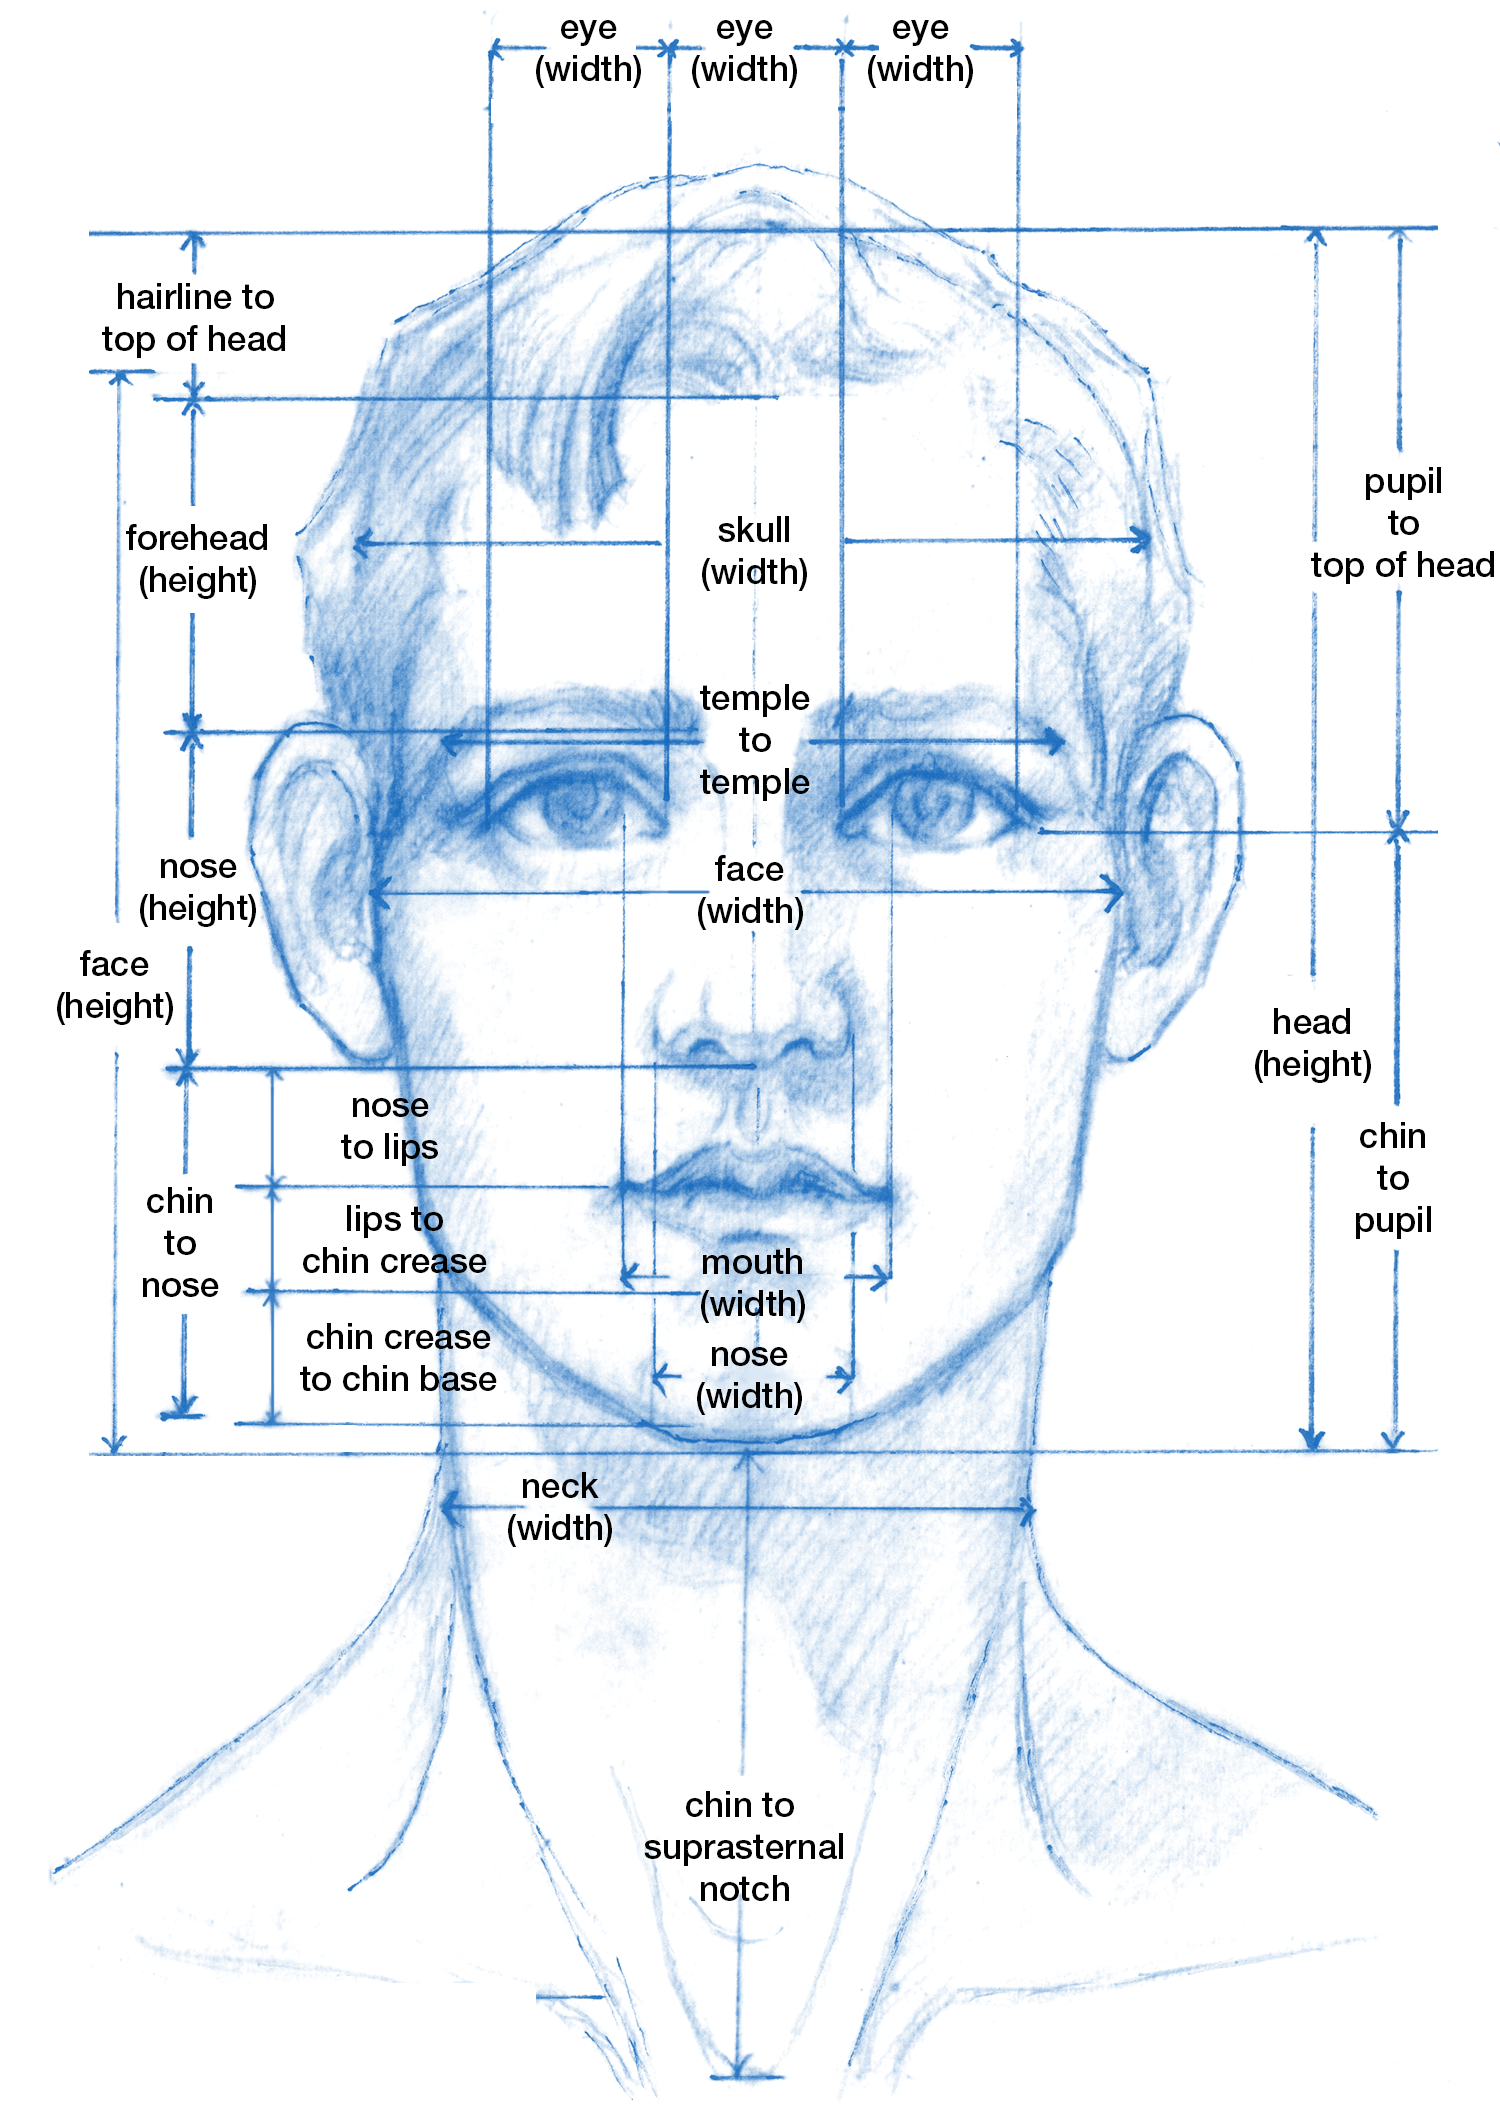 eye
(width)
eye
(width)
eye
(width)
hairline to
top of head
pupil
to
top of head
forehead
(height)
skull
(width)
temple
to
temple
nose
(height)
face
(width)
face
(height)
head
(height)
nose
to lips
chin
to
pupil
chin
to
nose
lips to
chin crease
mouth
(width)
chin crease
to chin base
nose
(width)
neck
(width)
chin to
suprasternal
notch